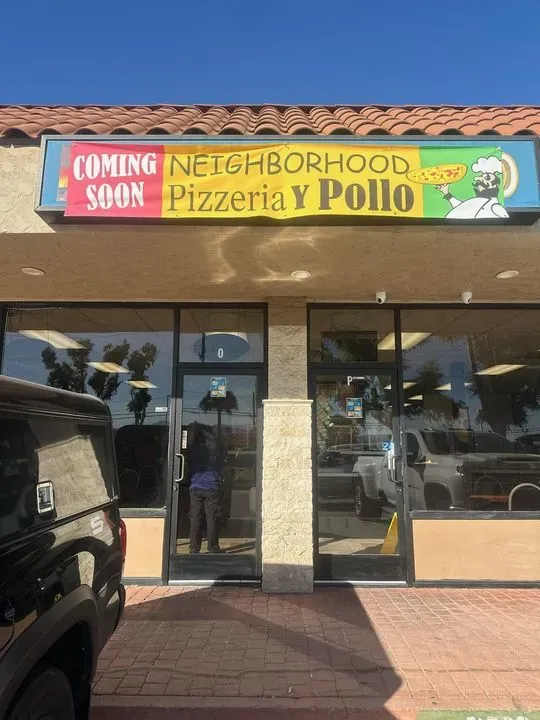 COMING SOON
NEIGHBORHOOD
Pizzeria Y Pollo
O
P